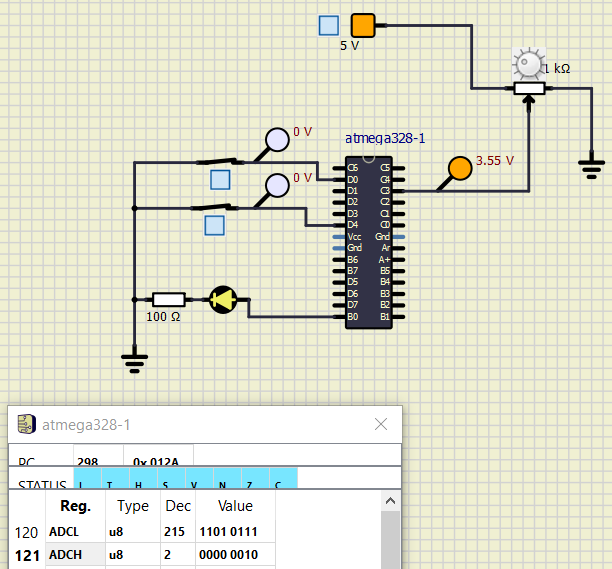 5 V
1 kΩ
atmega328-1
0 V
0 V
3.55 V
C6 C5
D0 C4
D1 C3
D2 C2
D3 C1
D4 C0
Vcc Gnd
Gnd Ar
B6 A+
B7 B5
D5 B4
D6 B3
D7 B2
B0 B1
100 Ω
atmega328-1
PC 298 0x 012A
STATUS I T H S V N Z C
Reg. Type Dec Value
120 ADCL u8 215 1101 0111
121 ADCH u8 2 0000 0010